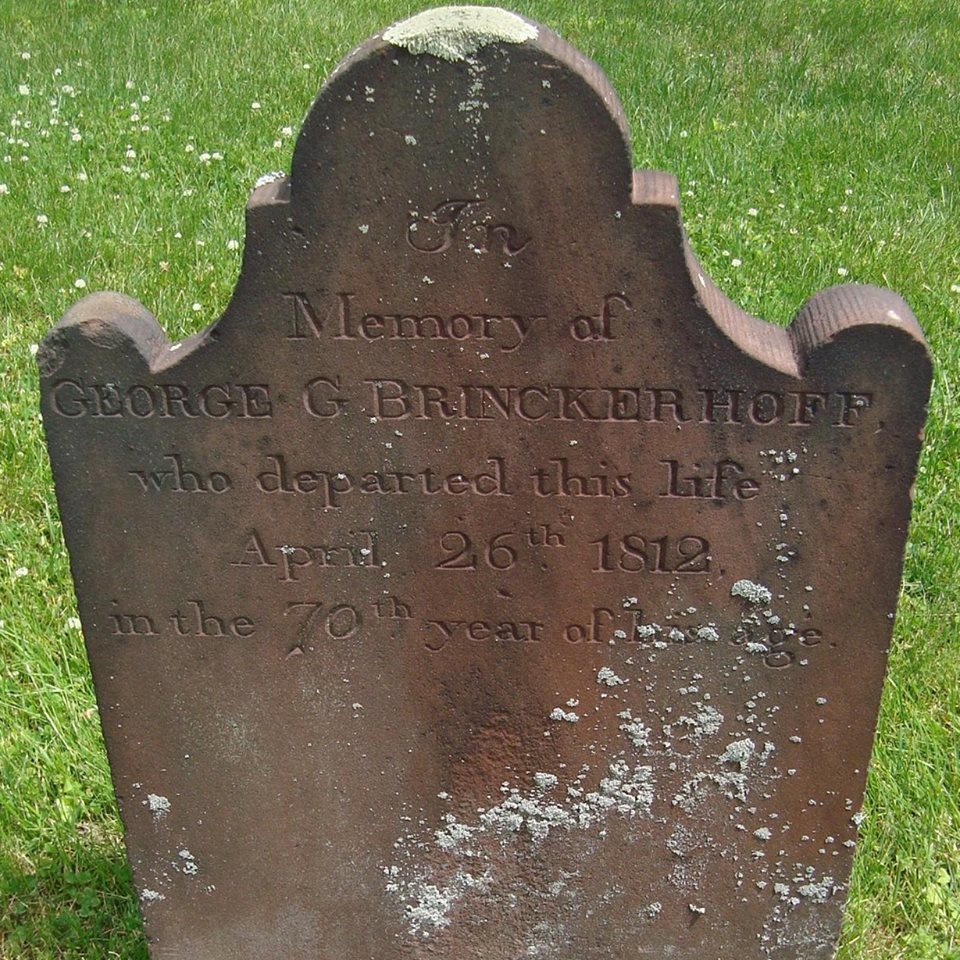 In
Memory of
GEORGE G BRINCKERHOFF,
who departed this life
April 26th 1812,
in the 70th year of his age.